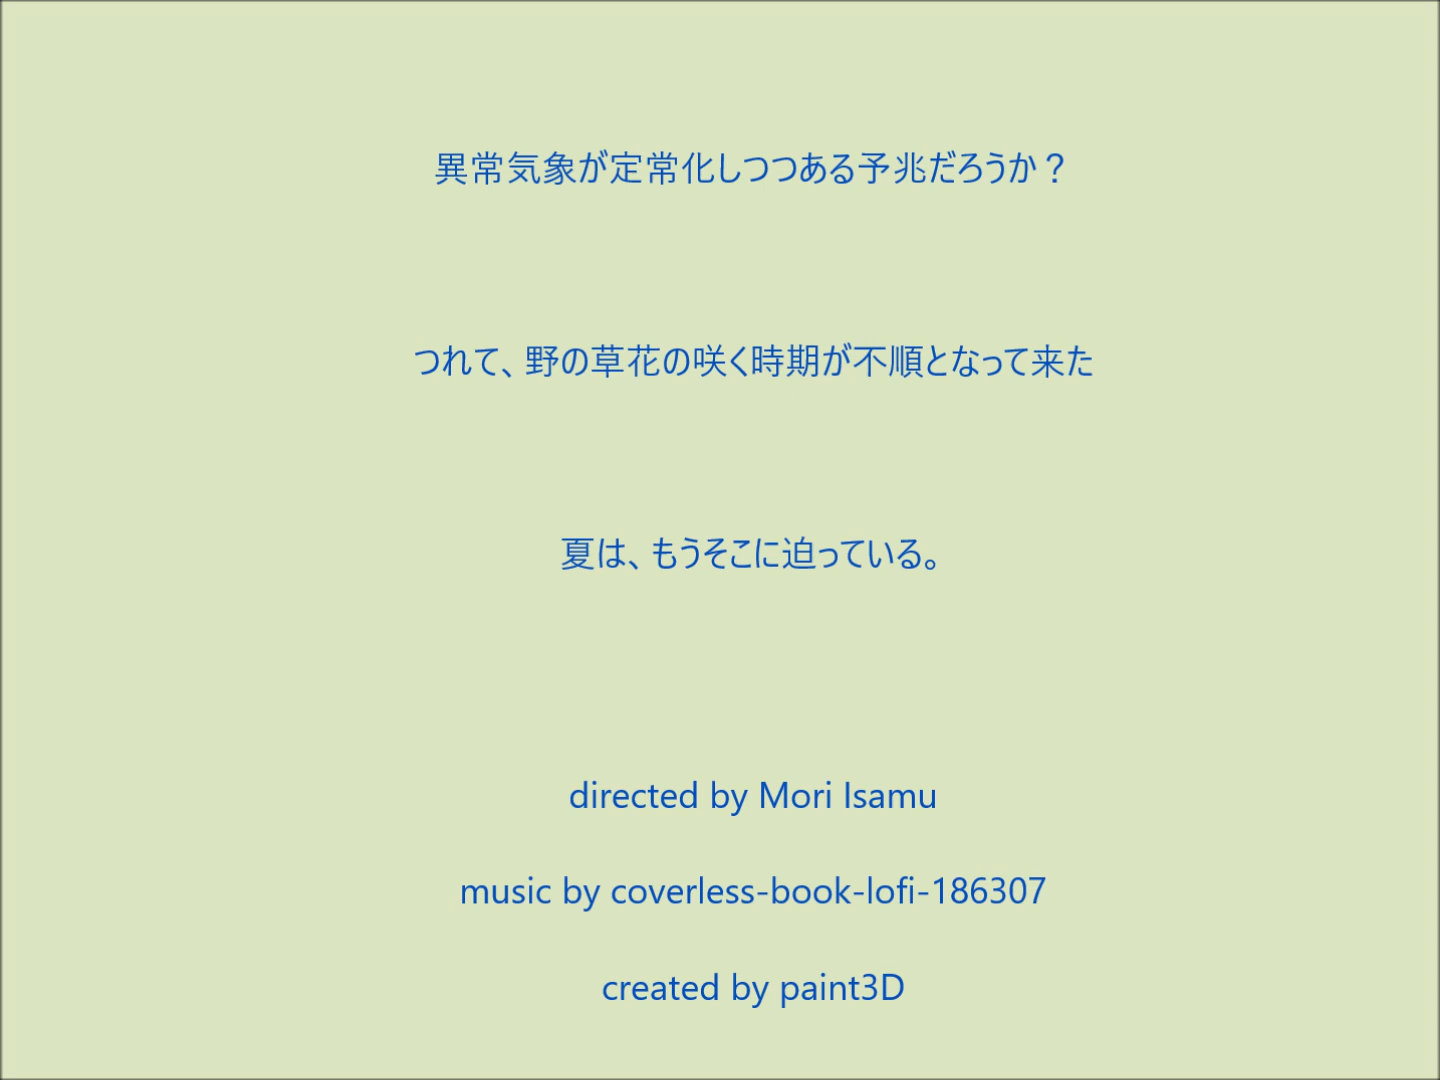 異常気象が定常化しつつある予兆だろうか？
つれて、野の草花の咲く時期が不順となって来た
夏は、もうそこに迫っている。
directed by Mori Isamu
music by coverless-book-lofi-186307
created by paint3D